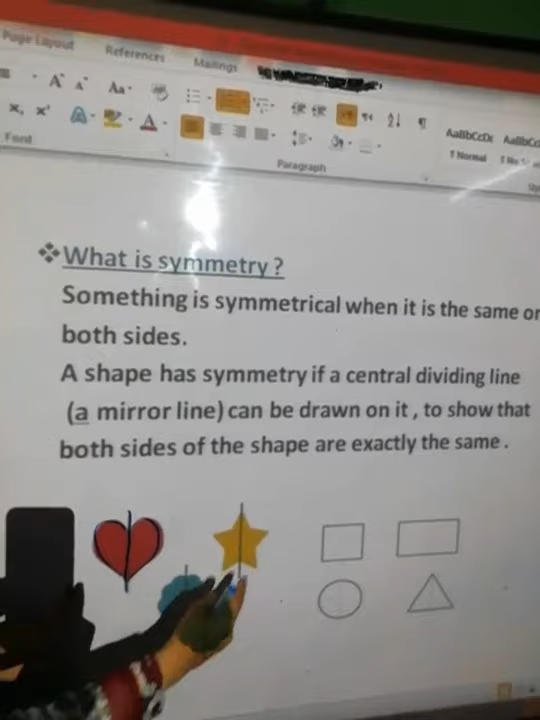 Page Layout References Mailings
Aa
Font Paragraph
AaBbCcDc AaBbCcD
¶ Normal
❖What is symmetry ?
Something is symmetrical when it is the same on
both sides.
A shape has symmetry if a central dividing line
(a mirror line) can be drawn on it , to show that
both sides of the shape are exactly the same .